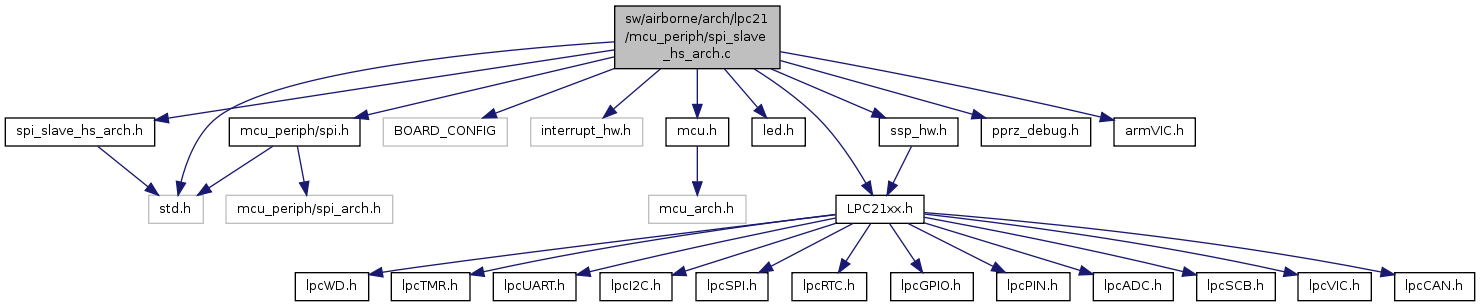 sw/airborne/arch/lpc21
/mcu_periph/spi_slave
_hs_arch.c
spi_slave_hs_arch.h
mcu_periph/spi.h
BOARD_CONFIG
interrupt_hw.h
mcu.h
led.h
ssp_hw.h
pprz_debug.h
armVIC.h
std.h
mcu_periph/spi_arch.h
mcu_arch.h
LPC21xx.h
lpcWD.h
lpcTMR.h
lpcUART.h
lpcI2C.h
lpcSPI.h
lpcRTC.h
lpcGPIO.h
lpcPIN.h
lpcADC.h
lpcSCB.h
lpcVIC.h
lpcCAN.h